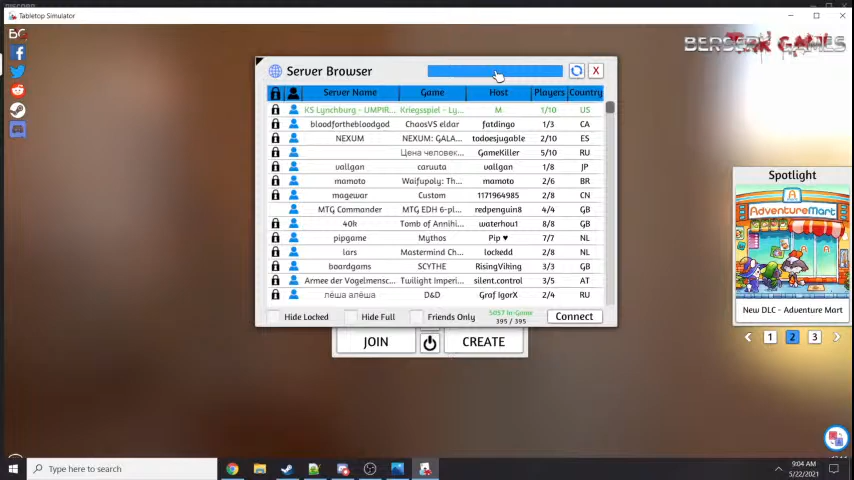 Tabletop Simulator
BERSERK GAMES
Server Browser
X
Server Name Game Host Players Country
KS Lynchburg - UMPIR... Kriegsspiel - Ly... M 1/10 US
bloodforthebloodgod ChaosVS eldar fatdingo 1/3 CA
NEXUM NEXUM: GALA... todoesjugable 2/10 ES
Цена человек... GameKiller 5/10 RU
vallgan caruuta vallgan 1/8 JP
mamoto Waifupoly: Th... mamoto 2/6 BR
magewar Custom 1171964985 2/8 CN
MTG Commander MTG EDH 6-pl... redpenguin8 4/4 GB
40k Tomb of Annihi... waterhou1 8/8 GB
pipgame Mythos Pip ♥ 7/7 NL
lars Mastermind Ch... lockedd 2/8 NL
boardgams SCYTHE RisingViking 3/3 GB
Armee der Vogelmensc... Twilight Imperi... silent.control 3/5 AT
лёша алёша D&D Graf IgorX 2/4 RU
Hide Locked Hide Full Friends Only 5057 In-Game Connect
395 / 395
JOIN CREATE
Spotlight
AdventureMart
New DLC - Adventure Mart
1 2 3
Type here to search
9:04 AM
5/22/2021